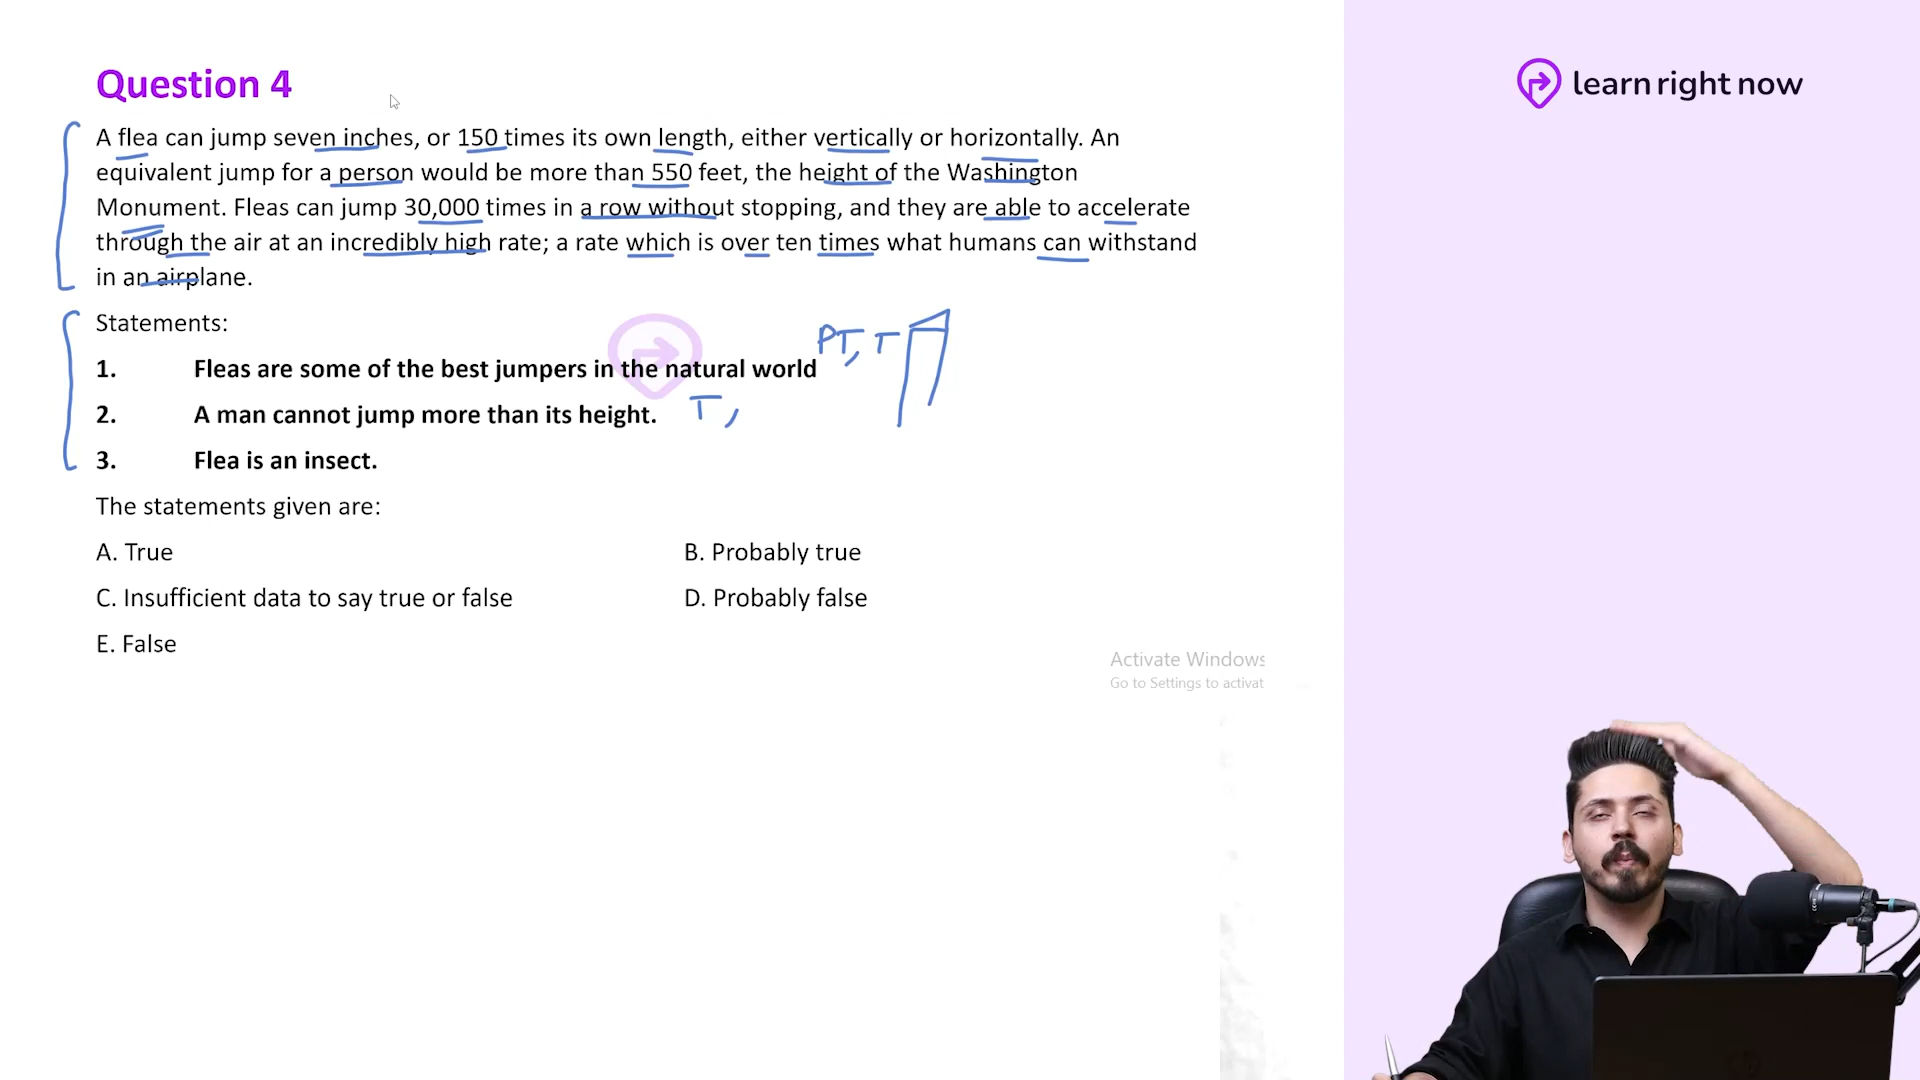 Question 4
learn right now
A flea can jump seven inches, or 150 times its own length, either vertically or horizontally. An
equivalent jump for a person would be more than 550 feet, the height of the Washington
Monument. Fleas can jump 30,000 times in a row without stopping, and they are able to accelerate
through the air at an incredibly high rate; a rate which is over ten times what humans can withstand
in an airplane.
Statements:
PT, T
1. Fleas are some of the best jumpers in the natural world
2. A man cannot jump more than its height. T,
3. Flea is an insect.
The statements given are:
A. True B. Probably true
C. Insufficient data to say true or false D. Probably false
E. False
Activate Windows
Go to Settings to activat